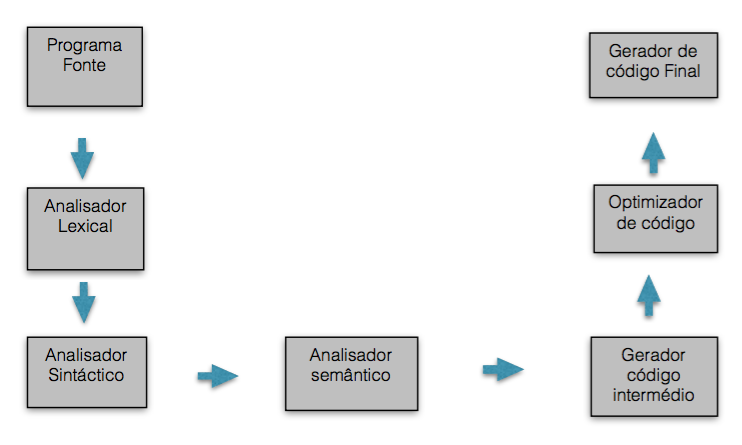 Programa
Fonte
Analisador
Lexical
Analisador
Sintáctico
Analisador
semântico
Gerador
código
intermédio
Optimizador
de código
Gerador de
código Final